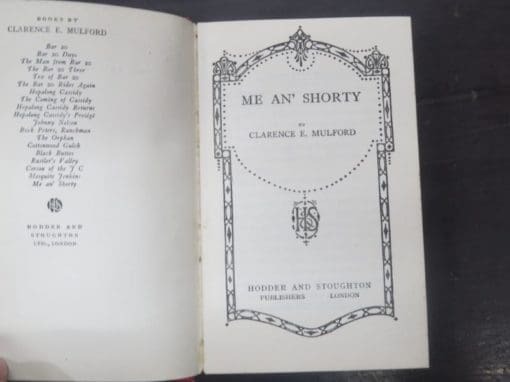 BOOKS BY
CLARENCE E. MULFORD
Bar 20
Bar 20 Days
The Man from Bar 20
The Bar 20 Three
Tex of Bar 20
The Bar 20 Rides Again
Hopalong Cassidy
The Coming of Cassidy
Hopalong Cassidy Returns
Hopalong Cassidy's Protégé
Johnny Nelson
Buck Peters, Ranchman
The Orphan
Cottonwood Gulch
Black Buttes
Rustler's Valley
Corson of the J C
Mesquite Jenkins
Me an' Shorty
HS
HODDER AND
STOUGHTON
LTD., LONDON
ME AN' SHORTY
BY
CLARENCE E. MULFORD
HS
HODDER AND STOUGHTON
PUBLISHERS LONDON